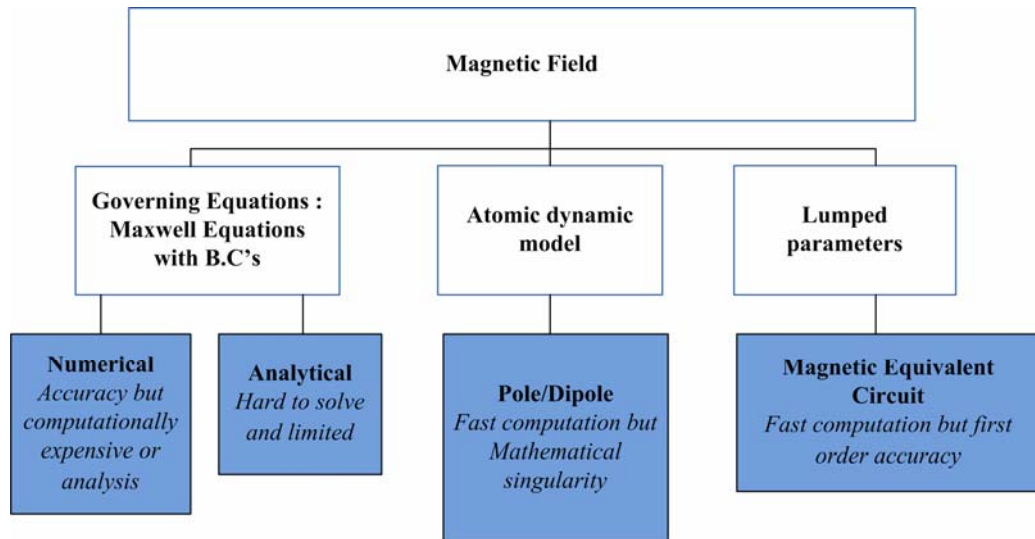 Magnetic Field
Governing Equations :
Maxwell Equations
with B.C's
Atomic dynamic
model
Lumped
parameters
Numerical
Accuracy but
computationally
expensive or
analysis
Analytical
Hard to solve
and limited
Pole/Dipole
Fast computation but
Mathematical
singularity
Magnetic Equivalent
Circuit
Fast computation but first
order accuracy